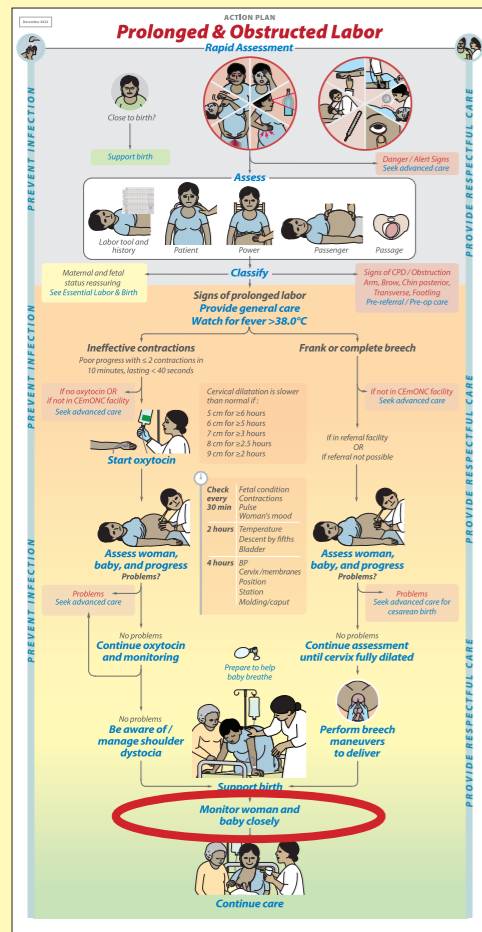 November 2023
ACTION PLAN
Prolonged & Obstructed Labor
Rapid Assessment
PREVENT INFECTION
PROVIDE RESPECTFUL CARE
Close to birth?
Support birth
Danger / Alert Signs
Seek advanced care
Assess
Labor tool and
history
Patient
Power
Passenger
Passage
Maternal and fetal
status reassuring
See Essential Labor & Birth
Classify
Signs of CPD / Obstruction
Arm, Brow, Chin posterior,
Transverse, Footling
Pre-referral / Pre-op care
Signs of prolonged labor
Provide general care
Watch for fever >38.0°C
PREVENT INFECTION
PROVIDE RESPECTFUL CARE
Ineffective contractions
Poor progress with ≤ 2 contractions in
10 minutes, lasting < 40 seconds
Frank or complete breech
If no oxytocin OR
if not in CEmONC facility
Seek advanced care
Cervical dilatation is slower
than normal if :
5 cm for ≥6 hours
6 cm for ≥5 hours
7 cm for ≥3 hours
8 cm for ≥2.5 hours
9 cm for ≥2 hours
If not in CEmONC facility
Seek advanced care
If in referral facility
OR
If referral not possible
Start oxytocin
Check
every
30 min
Fetal condition
Contractions
Pulse
Woman's mood
2 hours
Temperature
Descent by fifths
Bladder
4 hours
BP
Cervix/membranes
Position
Station
Molding/caput
Assess woman,
baby, and progress
Problems?
Assess woman,
baby, and progress
Problems?
PREVENT INFECTION
PROVIDE RESPECTFUL CARE
Problems
Seek advanced care
Problems
Seek advanced care for
cesarean birth
No problems
Continue oxytocin
and monitoring
Prepare to help
baby breathe
No problems
Continue assessment
until cervix fully dilated
No problems
Be aware of /
manage shoulder
dystocia
Perform breech
maneuvers
to deliver
Support birth
Monitor woman and
baby closely
Continue care